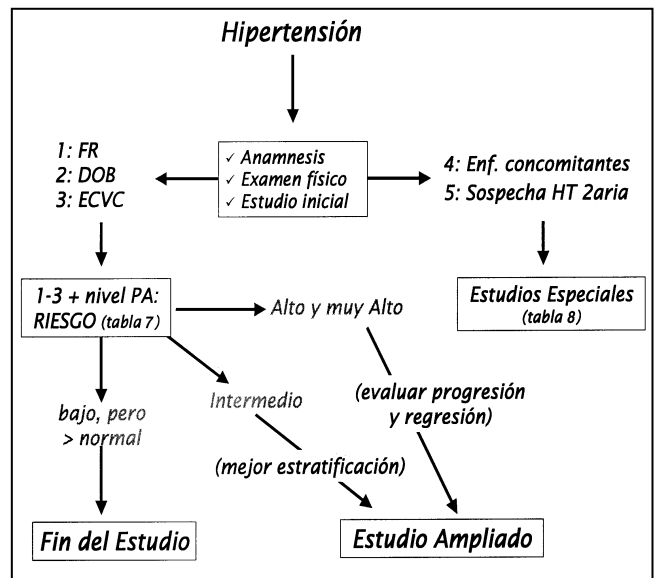 Hipertensión
1: FR
2: DOB
3: ECVC
✓ Anamnesis
✓ Examen físico
✓ Estudio inicial
4: Enf. concomitantes
5: Sospecha HT 2aria
1-3 + nivel PA:
RIESGO (tabla 7)
Alto y muy Alto
Estudios Especiales
(tabla 8)
bajo, pero
> normal
Intermedio
(evaluar progresión
y regresión)
(mejor estratificación)
Fin del Estudio
Estudio Ampliado